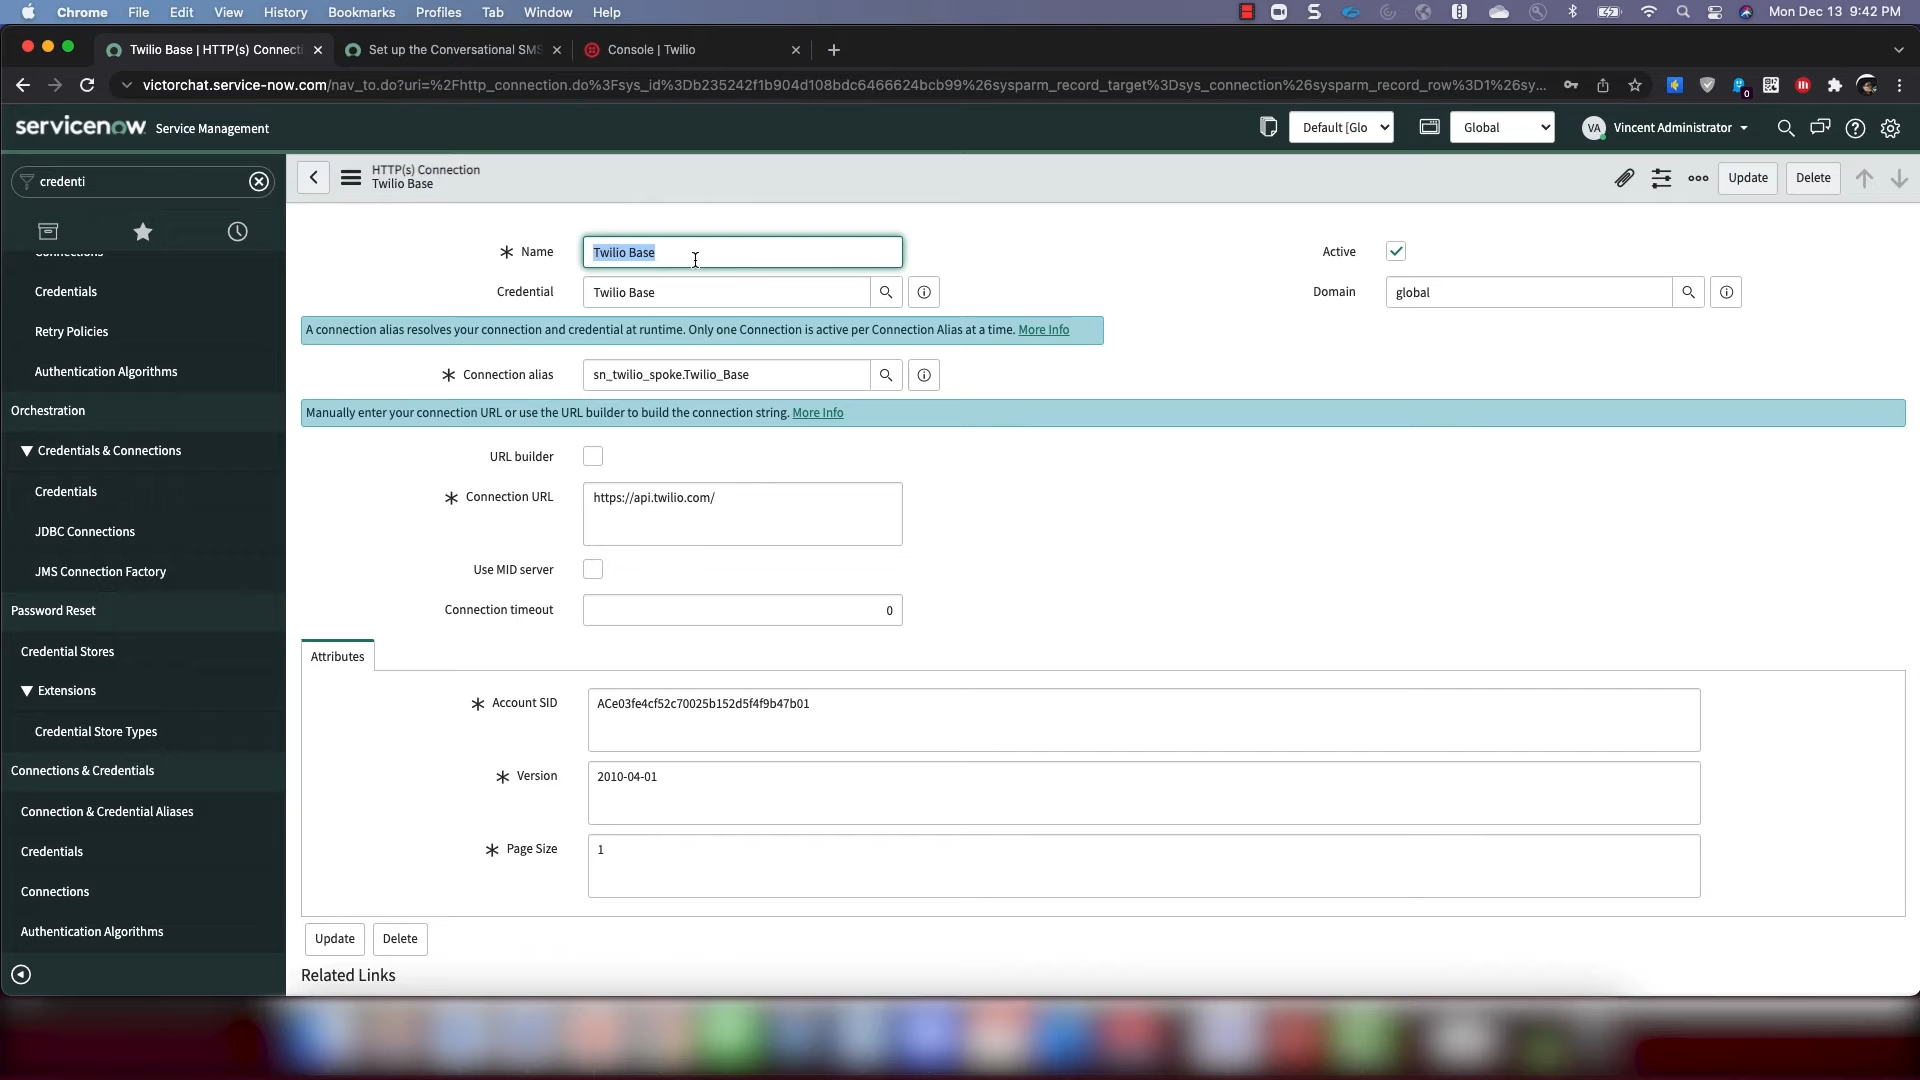 Chrome File Edit View History Bookmarks Profiles Tab Window Help Mon Dec 13 9:42 PM
Twilio Base | HTTP(s) Connecti Set up the Conversational SMS Console | Twilio
victorchat.service-now.com/nav_to.do?uri=%2Fhttp_connection.do%3Fsys_id%3Db235242f1b904d108bdc6466624bcb99%26sysparm_record_target%3Dsys_connection%26sysparm_record_row%3D1%26sy...
0
servicenow Service Management Default [Glo Global VA Vincent Administrator
credenti
Connections
Credentials
Retry Policies
Authentication Algorithms
Orchestration
Credentials & Connections
Credentials
JDBC Connections
JMS Connection Factory
Password Reset
Credential Stores
Extensions
Credential Store Types
Connections & Credentials
Connection & Credential Aliases
Credentials
Connections
Authentication Algorithms
HTTP(s) Connection
Twilio Base
Update Delete
Name Twilio Base Active
Credential Twilio Base Domain global
A connection alias resolves your connection and credential at runtime. Only one Connection is active per Connection Alias at a time. More Info
Connection alias sn_twilio_spoke.Twilio_Base
Manually enter your connection URL or use the URL builder to build the connection string. More Info
URL builder
Connection URL https://api.twilio.com/
Use MID server
Connection timeout 0
Attributes
Account SID ACe03fe4cf52c70025b152d5f4f9b47b01
Version 2010-04-01
Page Size 1
Update Delete
Related Links